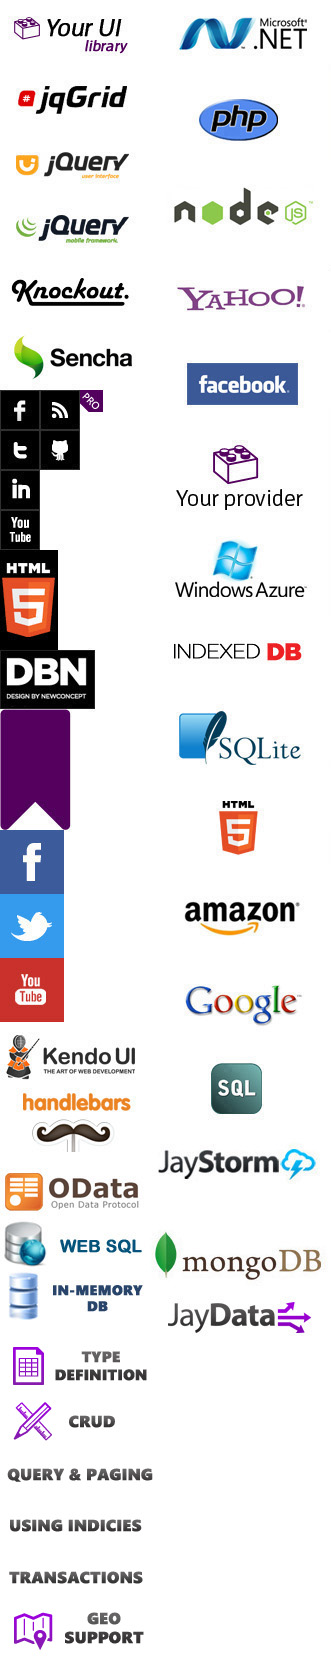 Your UI
library
jqGrid
jQuery
user interface
jQuery
mobile framework.
Knockout.
Sencha
PRO
f
t
in
You
Tube
HTML
5
DBN
DESIGN BY NEWCONCEPT
f
You
Tube
Kendo UI
THE ART OF WEB DEVELOPMENT
handlebars
OData
Open Data Protocol
WEB SQL
IN-MEMORY
DB
TYPE
DEFINITION
CRUD
QUERY & PAGING
USING INDICIES
TRANSACTIONS
GEO
SUPPORT
Microsoft®
.NET
php
node
JS
™
YAHOO!®
facebook®
Your provider
Windows Azure™
INDEXED DB
SQLite
HTML
5
amazon®
Google™
SQL
JayStorm
mongoDB
JayData